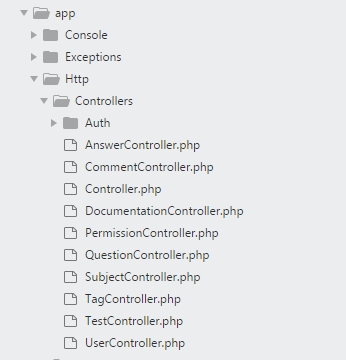 app
Console
Exceptions
Http
Controllers
Auth
AnswerController.php
CommentController.php
Controller.php
DocumentationController.php
PermissionController.php
QuestionController.php
SubjectController.php
TagController.php
TestController.php
UserController.php